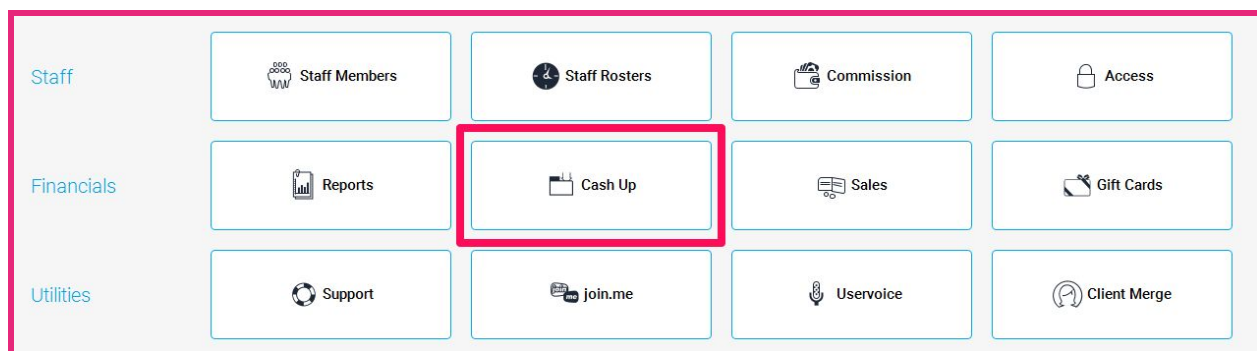 Staff
Staff Members
Staff Rosters
Commission
Access
Financials
Reports
Cash Up
Sales
Gift Cards
Utilities
Support
join.me
Uservoice
Client Merge